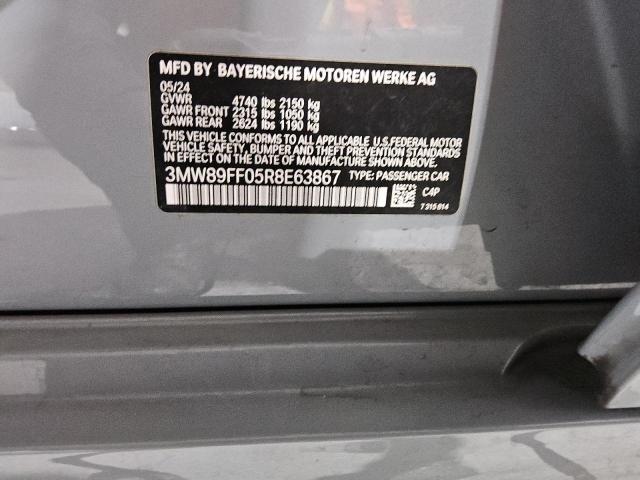 MFD BY BAYERISCHE MOTOREN WERKE AG
05/24
GVWR 4740 lbs 2150 kg
GAWR FRONT 2315 lbs 1050 kg
GAWR REAR 2624 lbs 1190 kg
THIS VEHICLE CONFORMS TO ALL APPLICABLE U.S.FEDERAL MOTOR
VEHICLE SAFETY, BUMPER AND THEFT PREVENTION STANDARDS
IN EFFECT ON THE DATE OF MANUFACTURE SHOWN ABOVE.
3MW89FF05R8E63867 TYPE: PASSENGER CAR
C4P
7 315 814